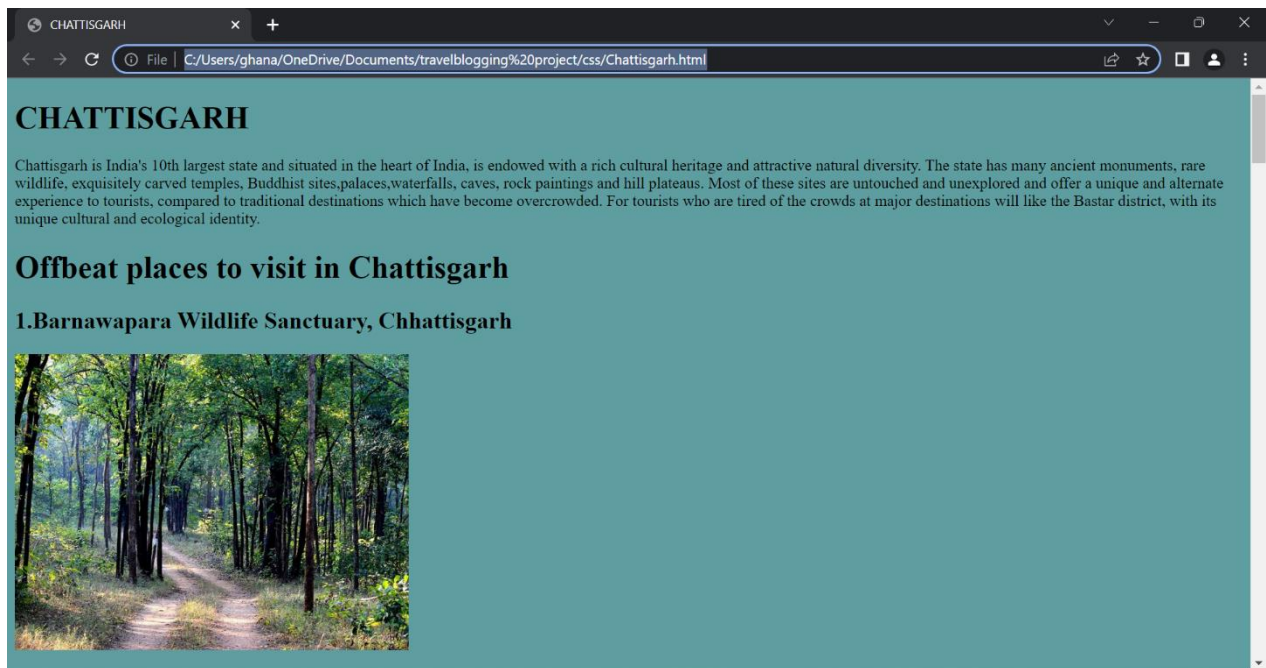 CHATTISGARH
File | C:/Users/ghana/OneDrive/Documents/travelblogging%20project/css/Chattisgarh.html
CHATTISGARH
Chattisgarh is India's 10th largest state and situated in the heart of India, is endowed with a rich cultural heritage and attractive natural diversity. The state has many ancient monuments, rare
wildlife, exquisitely carved temples, Buddhist sites,palaces,waterfalls, caves, rock paintings and hill plateaus. Most of these sites are untouched and unexplored and offer a unique and alternate
experience to tourists, compared to traditional destinations which have become overcrowded. For tourists who are tired of the crowds at major destinations will like the Bastar district, with its
unique cultural and ecological identity.
Offbeat places to visit in Chattisgarh
1.Barnawapara Wildlife Sanctuary, Chhattisgarh